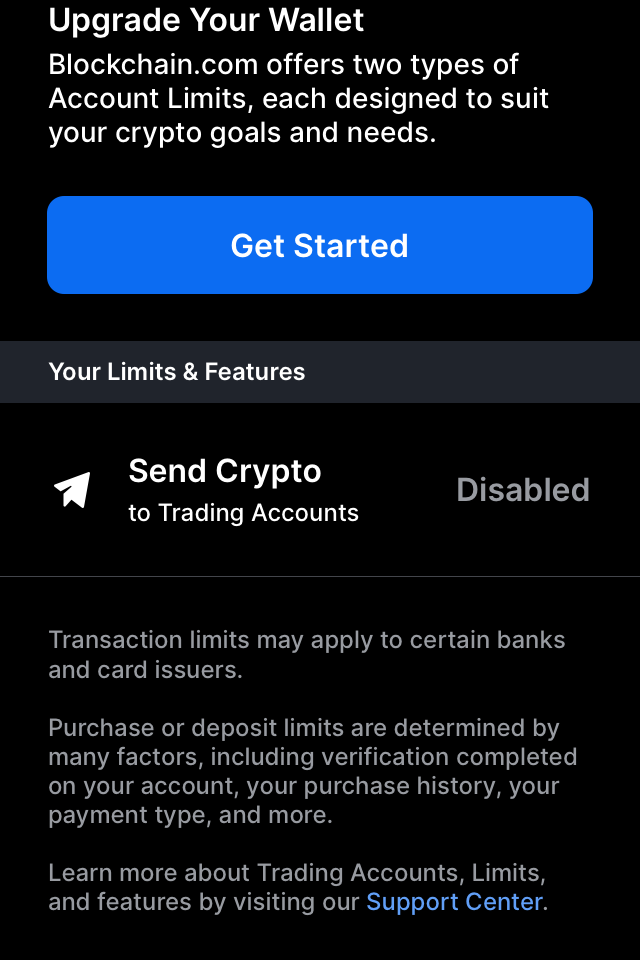 Upgrade Your Wallet
Blockchain.com offers two types of
Account Limits, each designed to suit
your crypto goals and needs.
Get Started
Your Limits & Features
Send Crypto
to Trading Accounts
Disabled
Transaction limits may apply to certain banks
and card issuers.
Purchase or deposit limits are determined by
many factors, including verification completed
on your account, your purchase history, your
payment type, and more.
Learn more about Trading Accounts, Limits,
and features by visiting our Support Center.